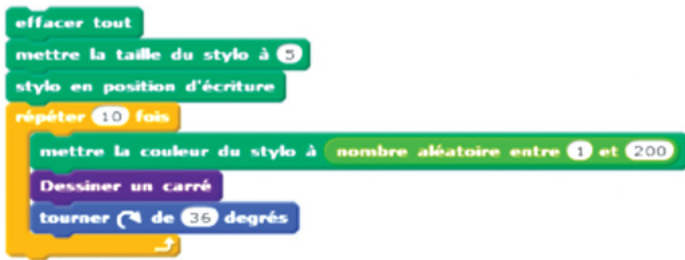 effacer tout
mettre la taille du stylo à 5
stylo en position d'écriture
répéter 10 fois
mettre la couleur du stylo à nombre aléatoire entre 1 et 200
Dessiner un carré
tourner de 36 degrés